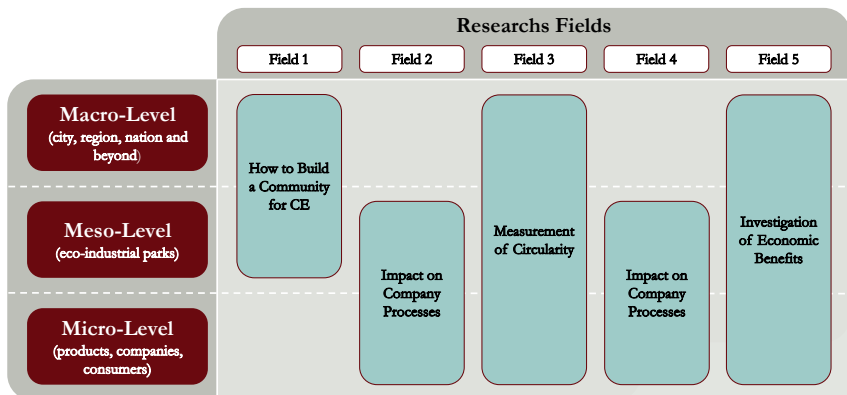 Researchs Fields
Field 1
Field 2
Field 3
Field 4
Field 5
Macro-Level
(city, region, nation and
beyond)
Meso-Level
(eco-industrial parks)
Micro-Level
(products, companies,
consumers)
How to Build
a Community
for CE
Impact on
Company
Processes
Measurement
of Circularity
Impact on
Company
Processes
Investigation
of Economic
Benefits